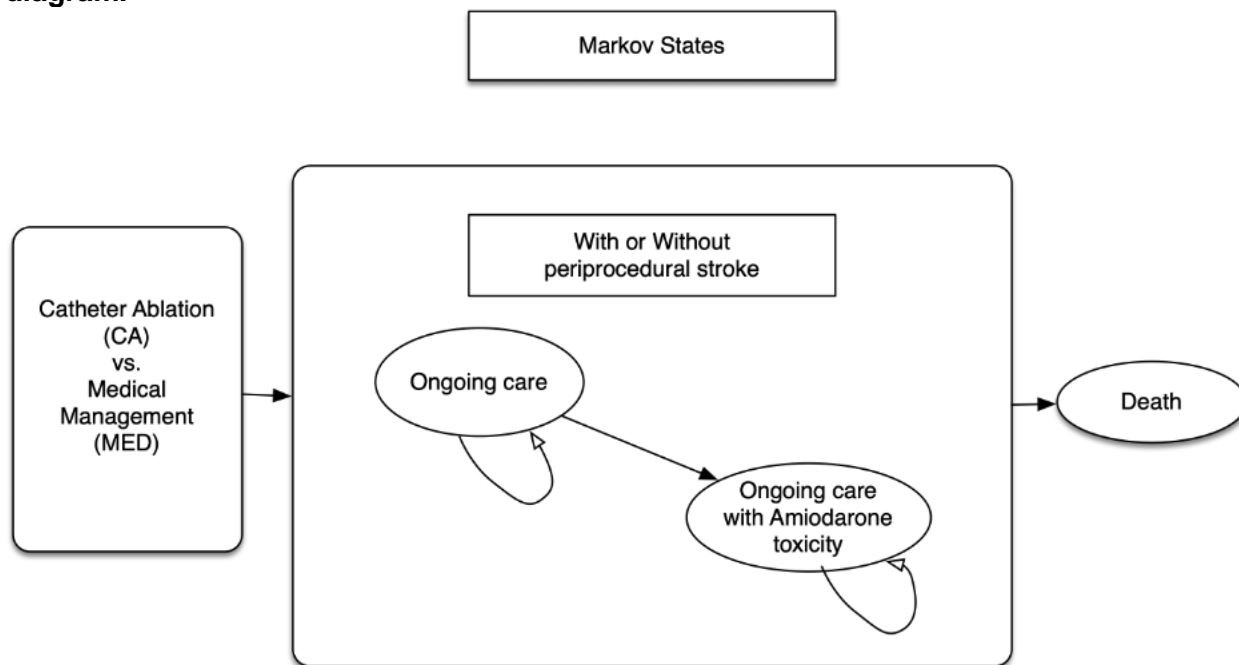 diagram.
Markov States
With or Without
periprocedural stroke
Catheter Ablation
(CA)
vs.
Medical
Management
(MED)
Ongoing care
Ongoing care
with Amiodarone
toxicity
Death